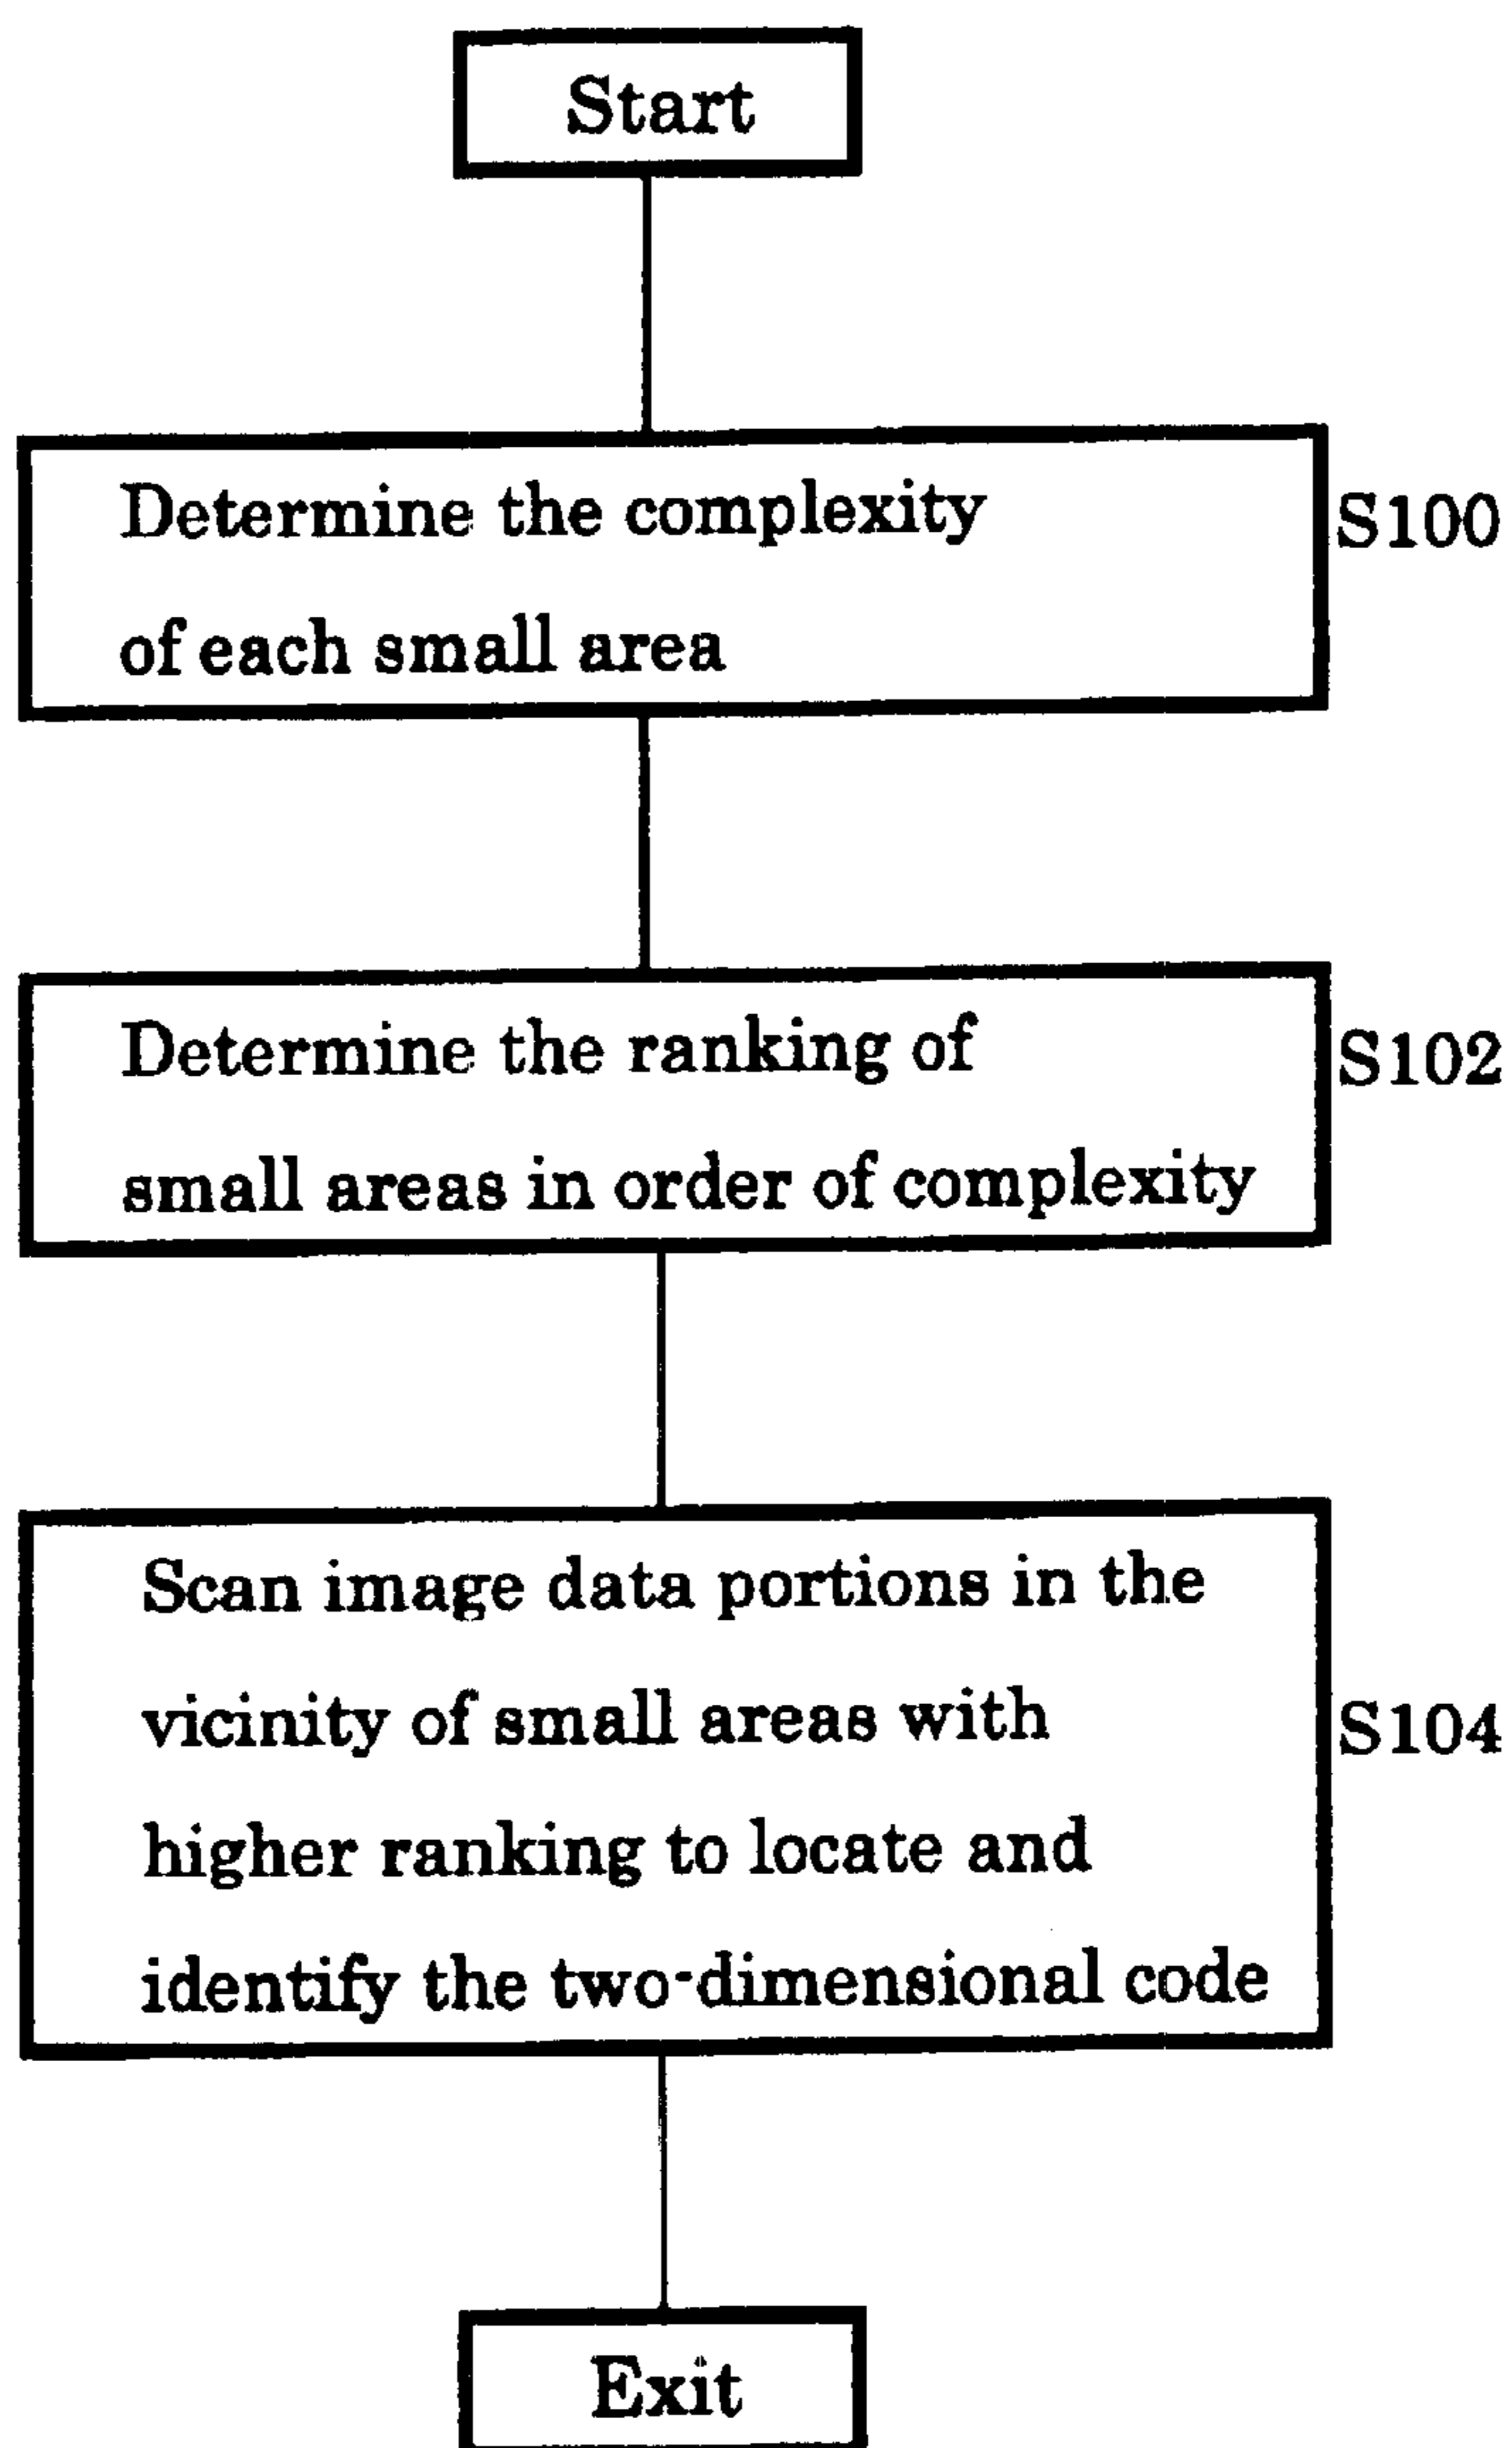 Start
Determine the complexity
S100
of each small area
Determine the ranking of
S102
small areas in order of complexity
Scan image data portions in the
vicinity of small areas with
S104
higher ranking to locate and
identify the two-dimensional code
Exit